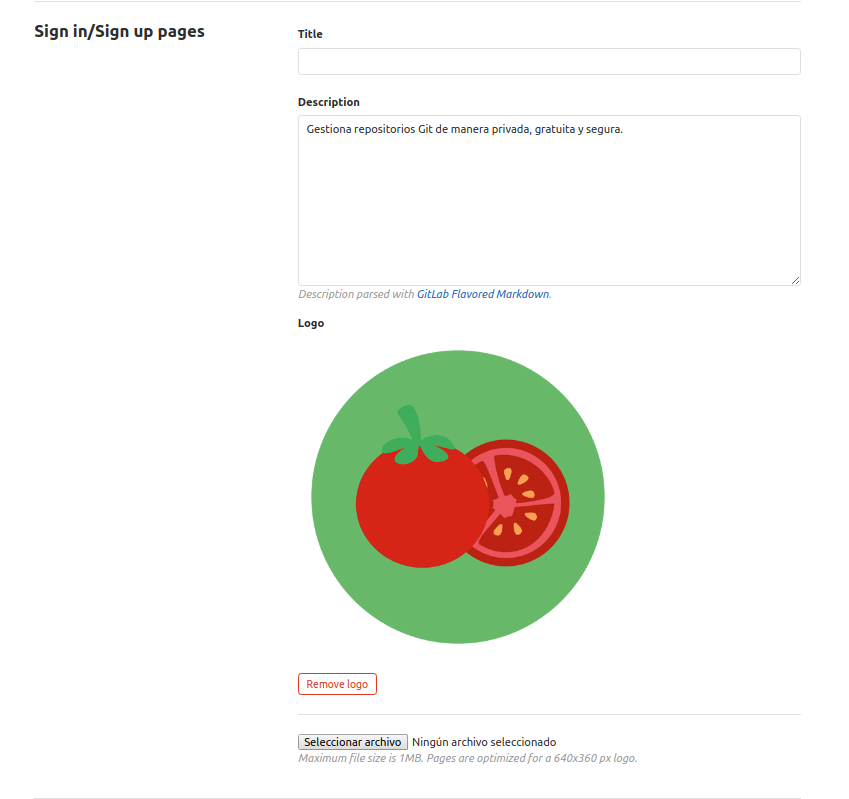 Sign in/Sign up pages
Title
Description
Gestiona repositorios Git de manera privada, gratuita y segura.
Description parsed with GitLab Flavored Markdown.
Logo
Remove logo
Seleccionar archivo Ningún archivo seleccionado
Maximum file size is 1MB. Pages are optimized for a 640x360 px logo.